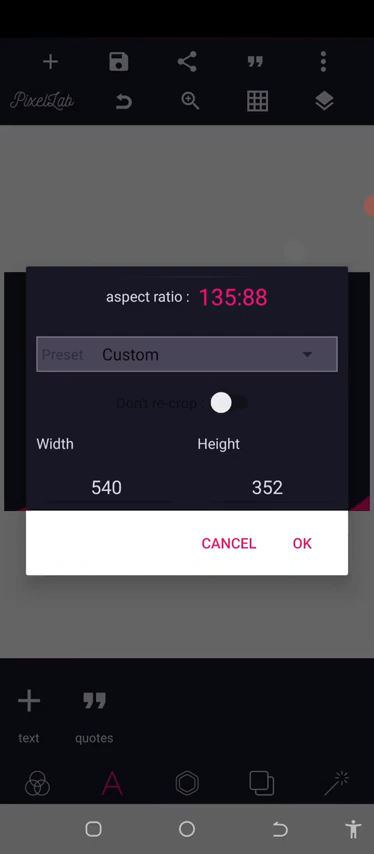 PixelLab
aspect ratio : 135:88
Preset Custom
Don't re-crop :
Width Height
540 352
CANCEL OK
text quotes